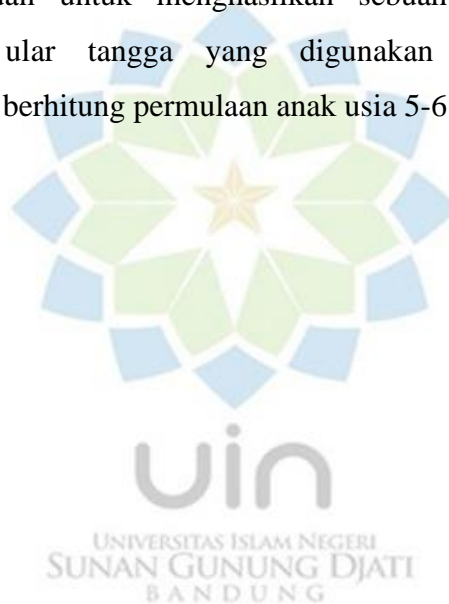 untuk menghasilkan sebuah
ular tangga yang digunakan
berhitung permulaan anak usia 5-6
uin
UNIVERSITAS ISLAM NEGERI
SUNAN GUNUNG DJATI
BANDUNG